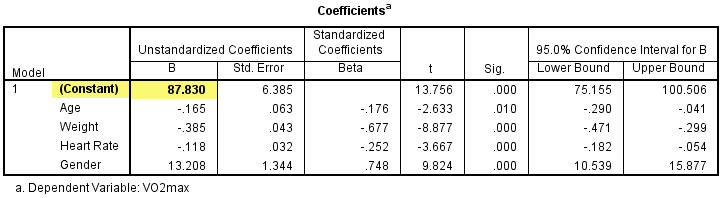 Coefficientsa
Unstandardized Coefficients Standardized Coefficients 95.0% Confidence Interval for B
Model B Std. Error Beta t Sig. Lower Bound Upper Bound
1 (Constant) 87.830 6.385 13.756 .000 75.155 100.506
Age -.165 .063 -.176 -2.633 .010 -.290 -.041
Weight -.385 .043 -.677 -8.877 .000 -.471 -.299
Heart Rate -.118 .032 -.252 -3.667 .000 -.182 -.054
Gender 13.208 1.344 .748 9.824 .000 10.539 15.877
a. Dependent Variable: VO2max